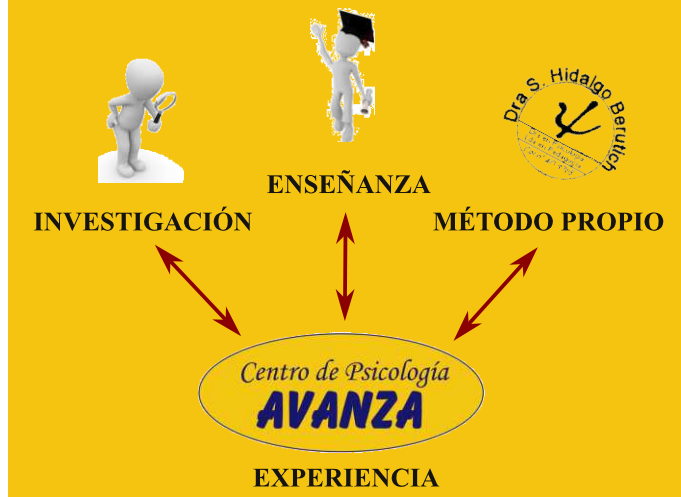 Dra S. Hidalgo Berutich
ENSEÑANZA
INVESTIGACIÓN
MÉTODO PROPIO
Centro de Psicología
AVANZA
EXPERIENCIA